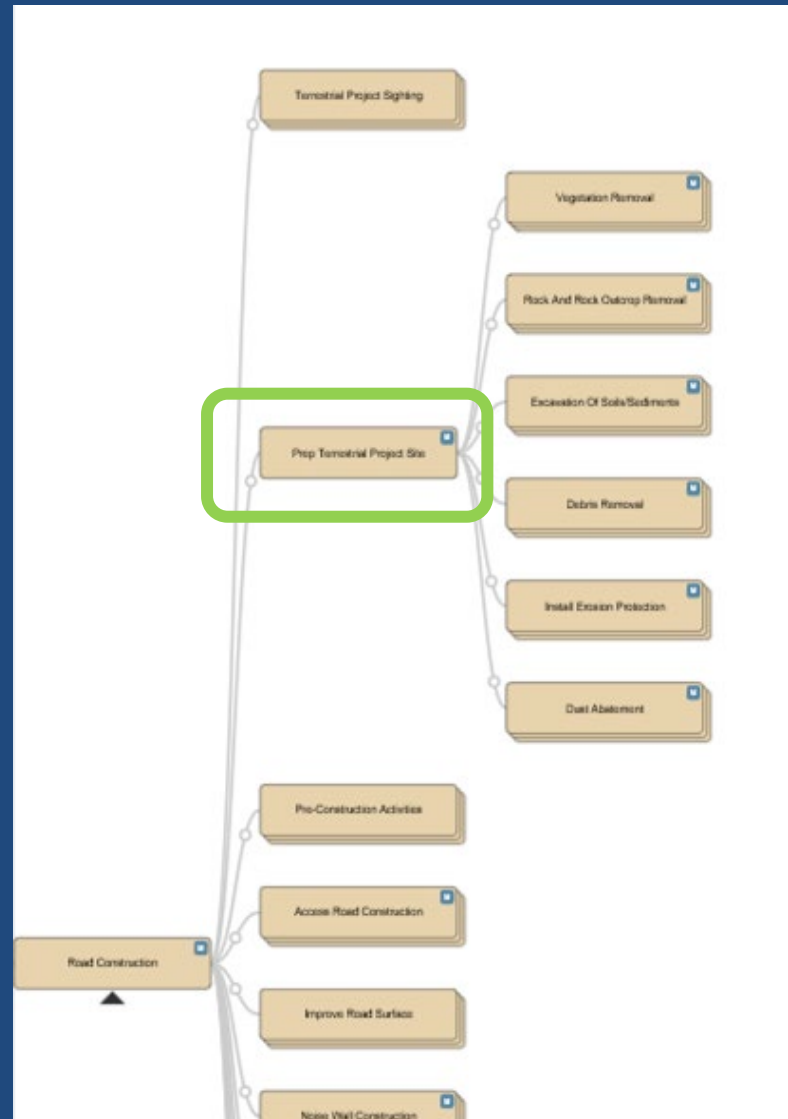 Terrestrial Project Sighting
Vegetation Removal
Rock And Rock Outcrop Removal
Excavation Of Soils/Sediments
Prep Terrestrial Project Site
Debris Removal
Install Erosion Protection
Dust Abatement
Pre-Construction Activities
Access Road Construction
Road Construction
Improve Road Surface
Noise Wall Construction